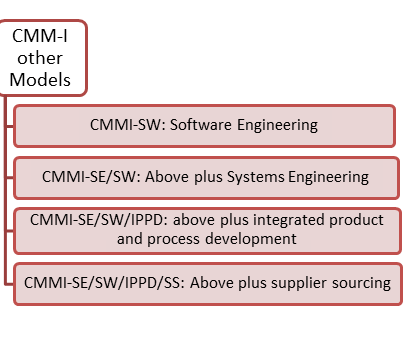 CMM-I
other
Models
CMMI-SW: Software Engineering
CMMI-SE/SW: Above plus Systems Engineering
CMMI-SE/SW/IPPD: above plus integrated product
and process development
CMMI-SE/SW/IPPD/SS: Above plus supplier sourcing